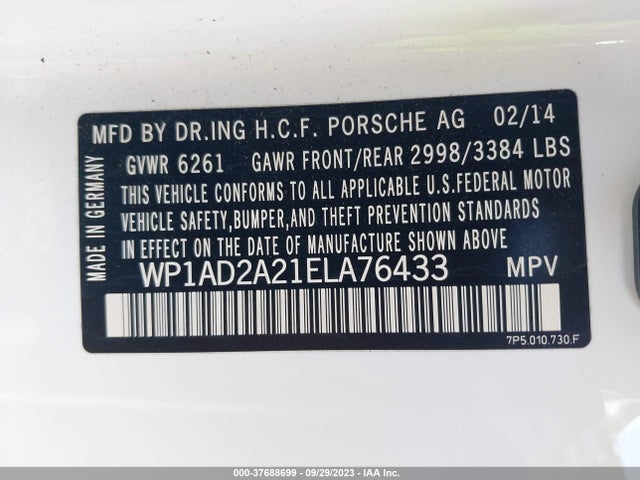 MFD BY DR.ING H.C.F. PORSCHE AG 02/14
GVWR 6261 GAWR FRONT/REAR 2998/3384 LBS
THIS VEHICLE CONFORMS TO ALL APPLICABLE U.S.FEDERAL MOTOR
VEHICLE SAFETY,BUMPER,AND THEFT PREVENTION STANDARDS
IN EFFECT ON THE DATE OF MANUFACTURE SHOWN ABOVE
WP1AD2A21ELA76433 MPV
MADE IN GERMANY
7P5.010.730.F
000-37688699 - 09/29/2023 - IAA Inc.